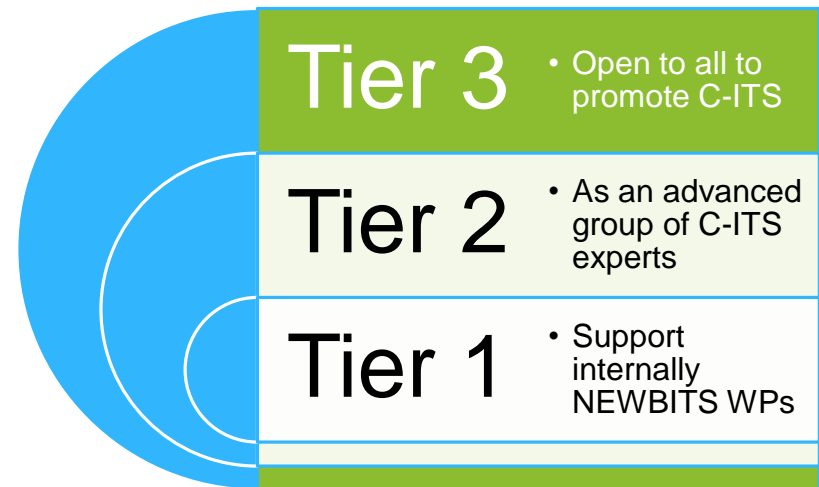 Tier 3
• Open to all to
promote C-ITS
Tier 2
• As an advanced
group of C-ITS
experts
Tier 1
• Support
internally
NEWBITS WPs